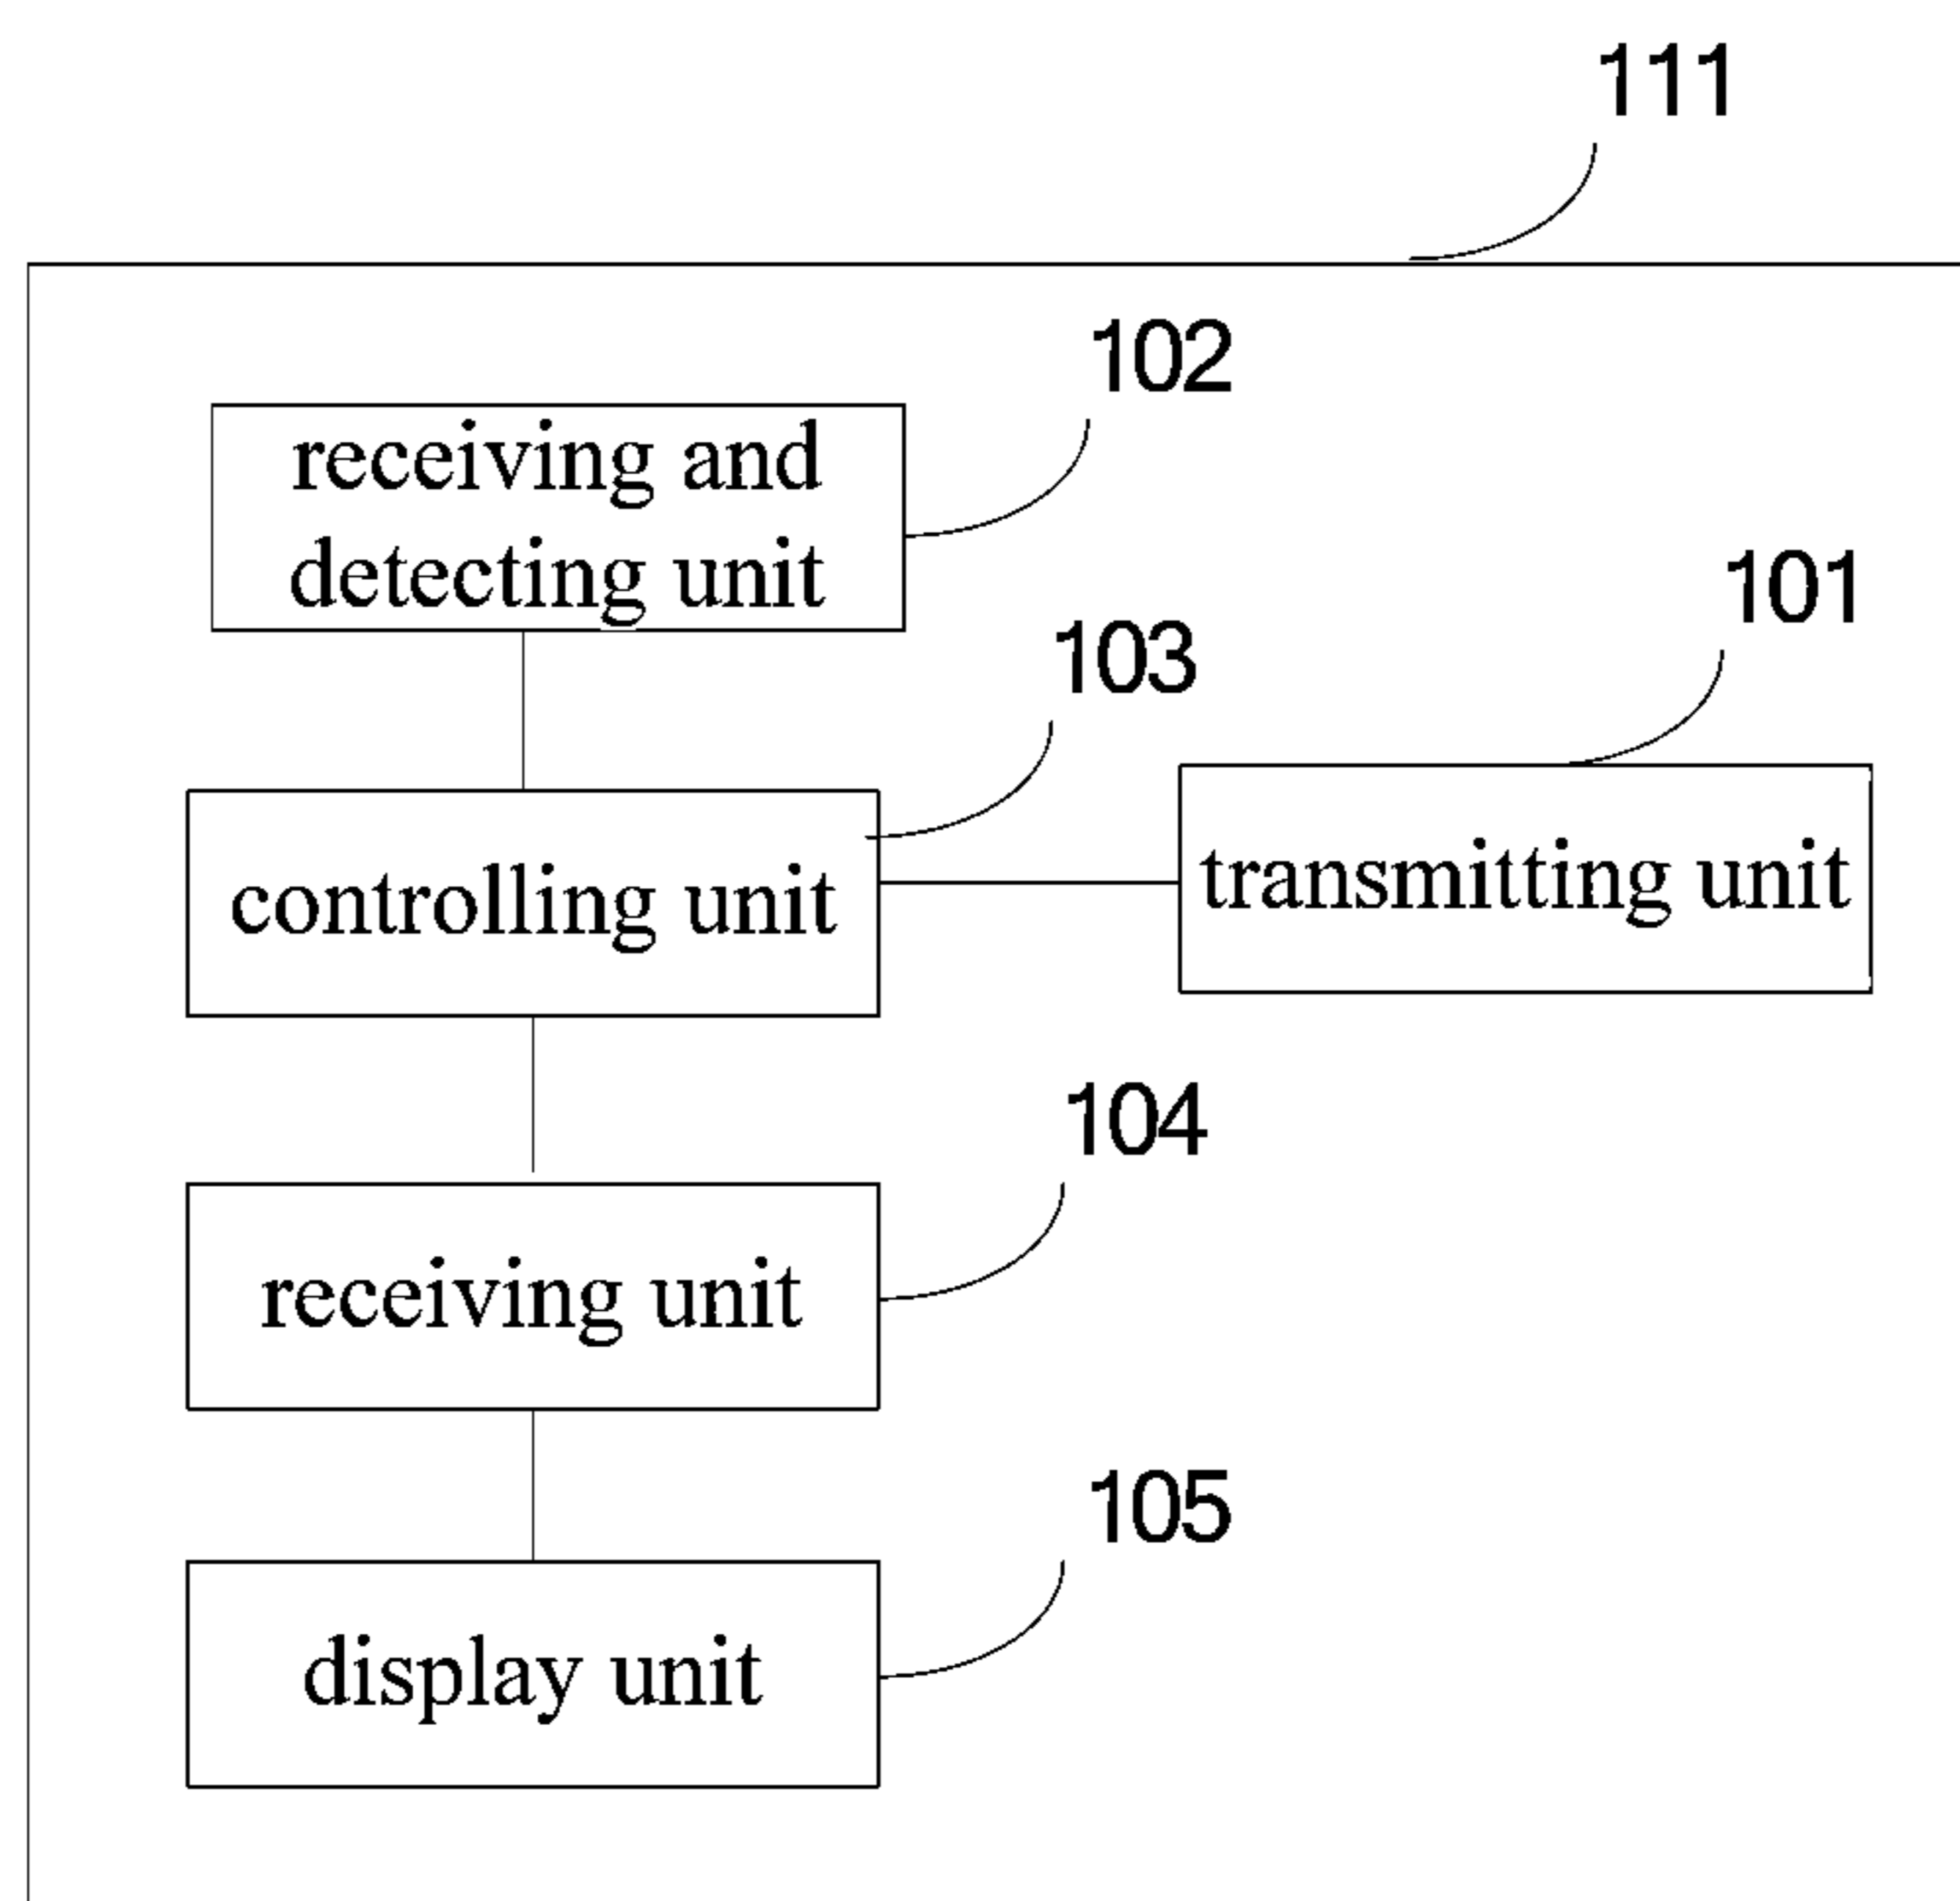 111
102
receiving and
detecting unit
101
103
controlling unit
transmitting unit
104
receiving unit
105
display unit